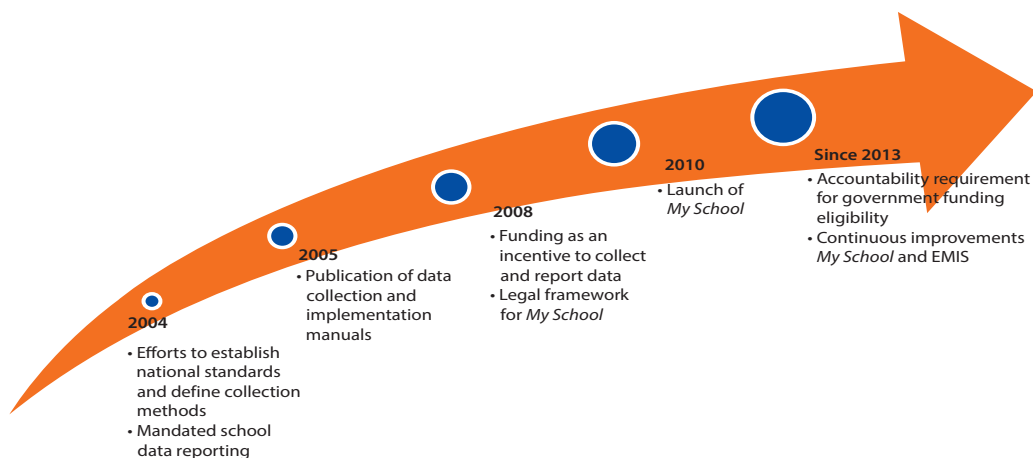 2004
• Efforts to establish
national standards
and define collection
methods
• Mandated school
data reporting
2005
• Publication of data
collection and
implementation
manuals
2008
• Funding as an
incentive to collect
and report data
• Legal framework
for My School
2010
• Launch of
My School
Since 2013
• Accountability requirement
for government funding
eligibility
• Continuous improvements
My School and EMIS